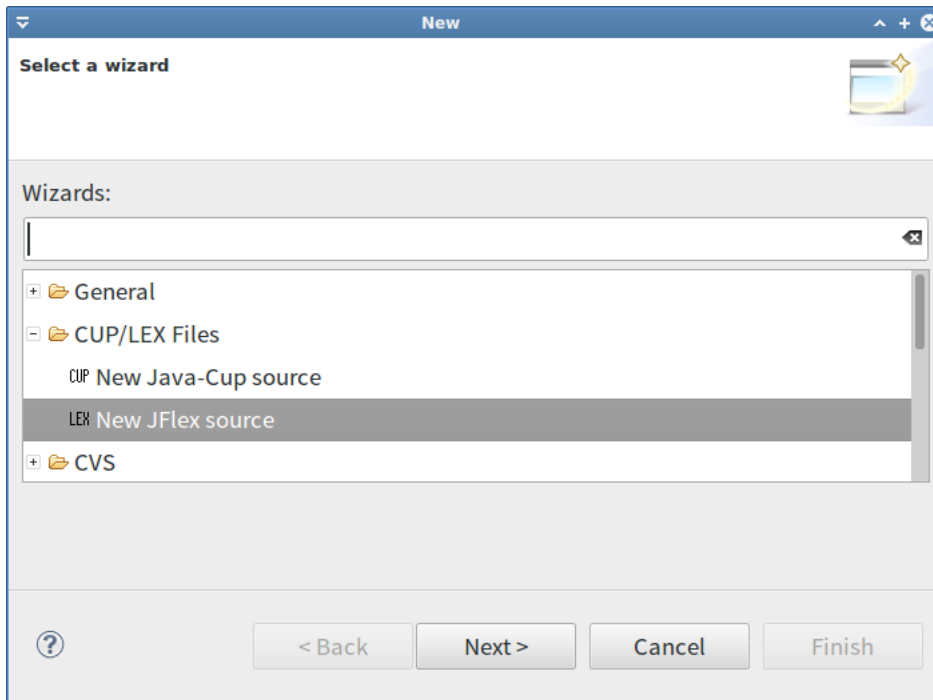 New
Select a wizard
Wizards:
General
CUP/LEX Files
CUP New Java-Cup source
LEX New JFlex source
CVS
? < Back Next > Cancel Finish